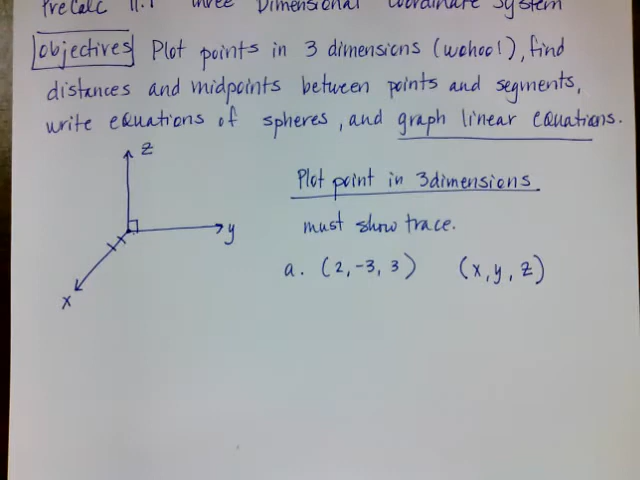 PreCalc 11.1 Three Dimensional Coordinate System
Objectives Plot points in 3 dimensions (wohoo!), find
distances and midpoints between points and segments,
write equations of spheres, and graph linear equations.
z
Plot point in 3dimensions
must show trace.
y
a. (2,-3, 3) (x, y, z)
x